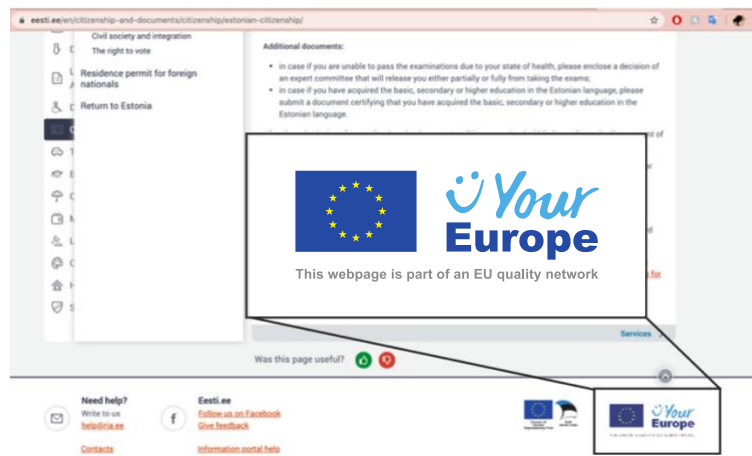 eesti.ee/en/citizenship-and-documents/citizenship/estonian-citizenship/
Civil society and integration
The right to vote
Residence permit for foreign
nationals
Return to Estonia
Additional documents:
in case if you are unable to pass the examinations due to your state of health, please enclose a decision of
an expert committee that will release you either partially or fully from taking the exams;
in case if you have acquired the basic, secondary or higher education in the Estonian language, please
submit a document certifying that you have acquired the basic, secondary or higher education in the
Estonian language.
Your
Europe
This webpage is part of an EU quality network
Services
Was this page useful?
Need help?
Write to us
help@ria.ee
Contacts
Eesti.ee
Follow us on Facebook
Give feedback
Information portal help
Your
Europe